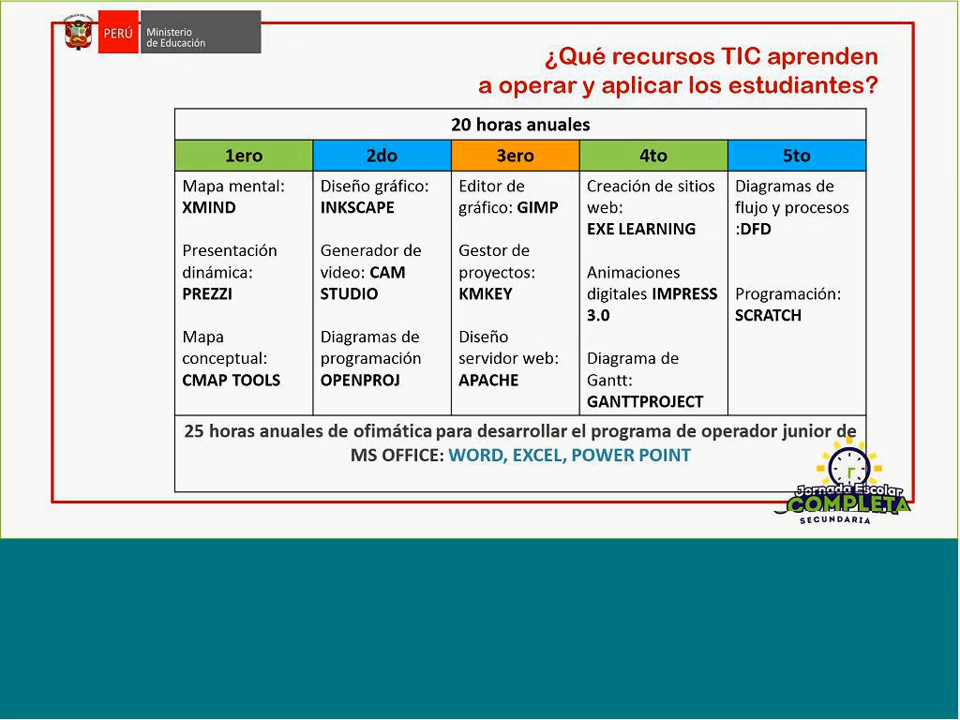 PERÚ
Ministerio
de Educación
¿Qué recursos TIC aprenden
a operar y aplicar los estudiantes?
20 horas anuales
1ero
2do
3ero
4to
5to
Mapa mental:
XMIND
Presentación
dinámica:
PREZZI
Mapa
conceptual:
CMAP TOOLS
Diseño gráfico:
INKSCAPE
Generador de
video: CAM
STUDIO
Diagramas de
programación
OPENPROJ
Editor de
gráfico: GIMP
Gestor de
proyectos:
KMKEY
Diseño
servidor web:
APACHE
Creación de sitios
web:
EXE LEARNING
Animaciones
digitales IMPRESS
3.0
Diagrama de
Gantt:
GANTTPROJECT
Diagramas de
flujo y procesos
:DFD
Programación:
SCRATCH
25 horas anuales de ofimática para desarrollar el programa de operador junior de
MS OFFICE: WORD, EXCEL, POWER POINT
Jornada Escolar
COMPLETA
SECUNDARIA